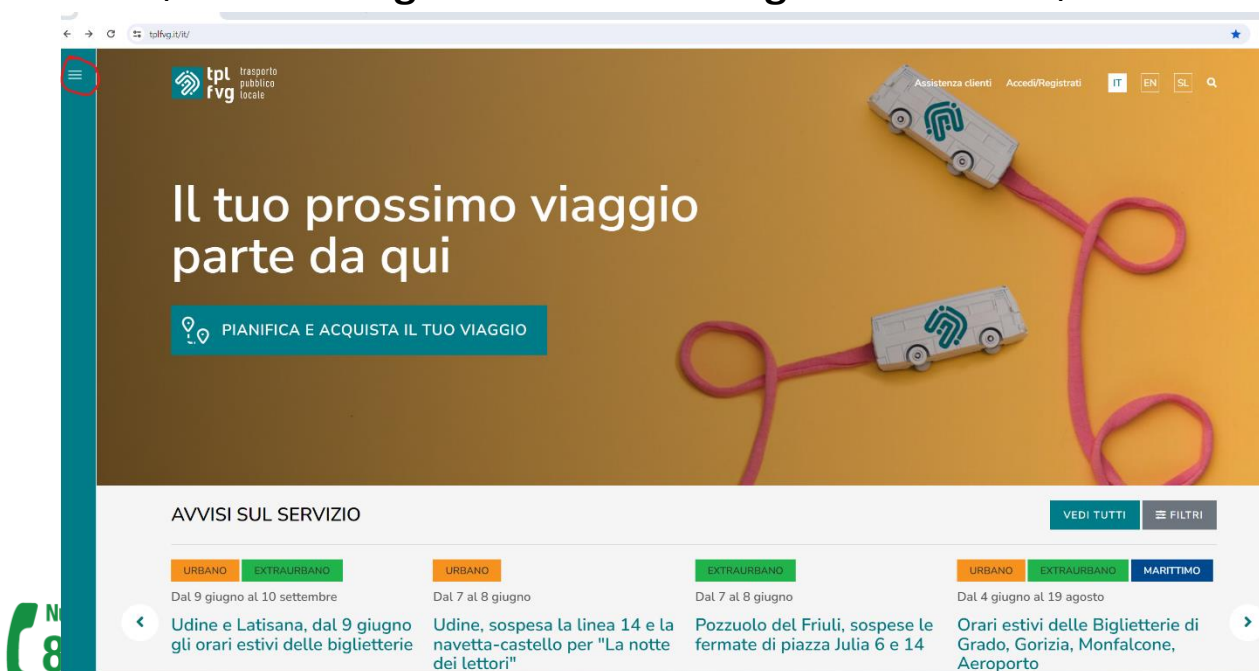 tplfvg.it/it/
tpl
fvg
trasporto
pubblico
locale
Assistenza clienti Accedi/Registrati IT EN SL
Il tuo prossimo viaggio
parte da qui
PIANIFICA E ACQUISTA IL TUO VIAGGIO
AVVISI SUL SERVIZIO
VEDI TUTTI FILTRI
URBANO EXTRAURBANO
Dal 9 giugno al 10 settembre
Udine e Latisana, dal 9 giugno
gli orari estivi delle biglietterie
URBANO
Dal 7 al 8 giugno
Udine, sospesa la linea 14 e la
navetta-castello per "La notte
dei lettori"
EXTRAURBANO
Dal 7 al 8 giugno
Pozzuolo del Friuli, sospese le
fermate di piazza Julia 6 e 14
URBANO EXTRAURBANO MARITTIMO
Dal 4 giugno al 19 agosto
Orari estivi delle Biglietterie di
Grado, Gorizia, Monfalcone,
Aeroporto
8